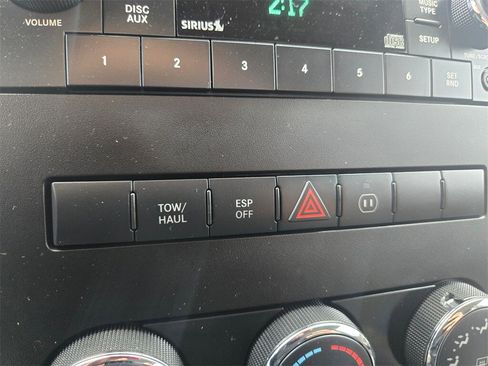 2:17
DISC
AUX
MUSIC
TYPE
VOLUME
SIRIUS
SETUP
1 2 3 4 5 6 SET
RND
TOW/
HAUL
ESP
OFF